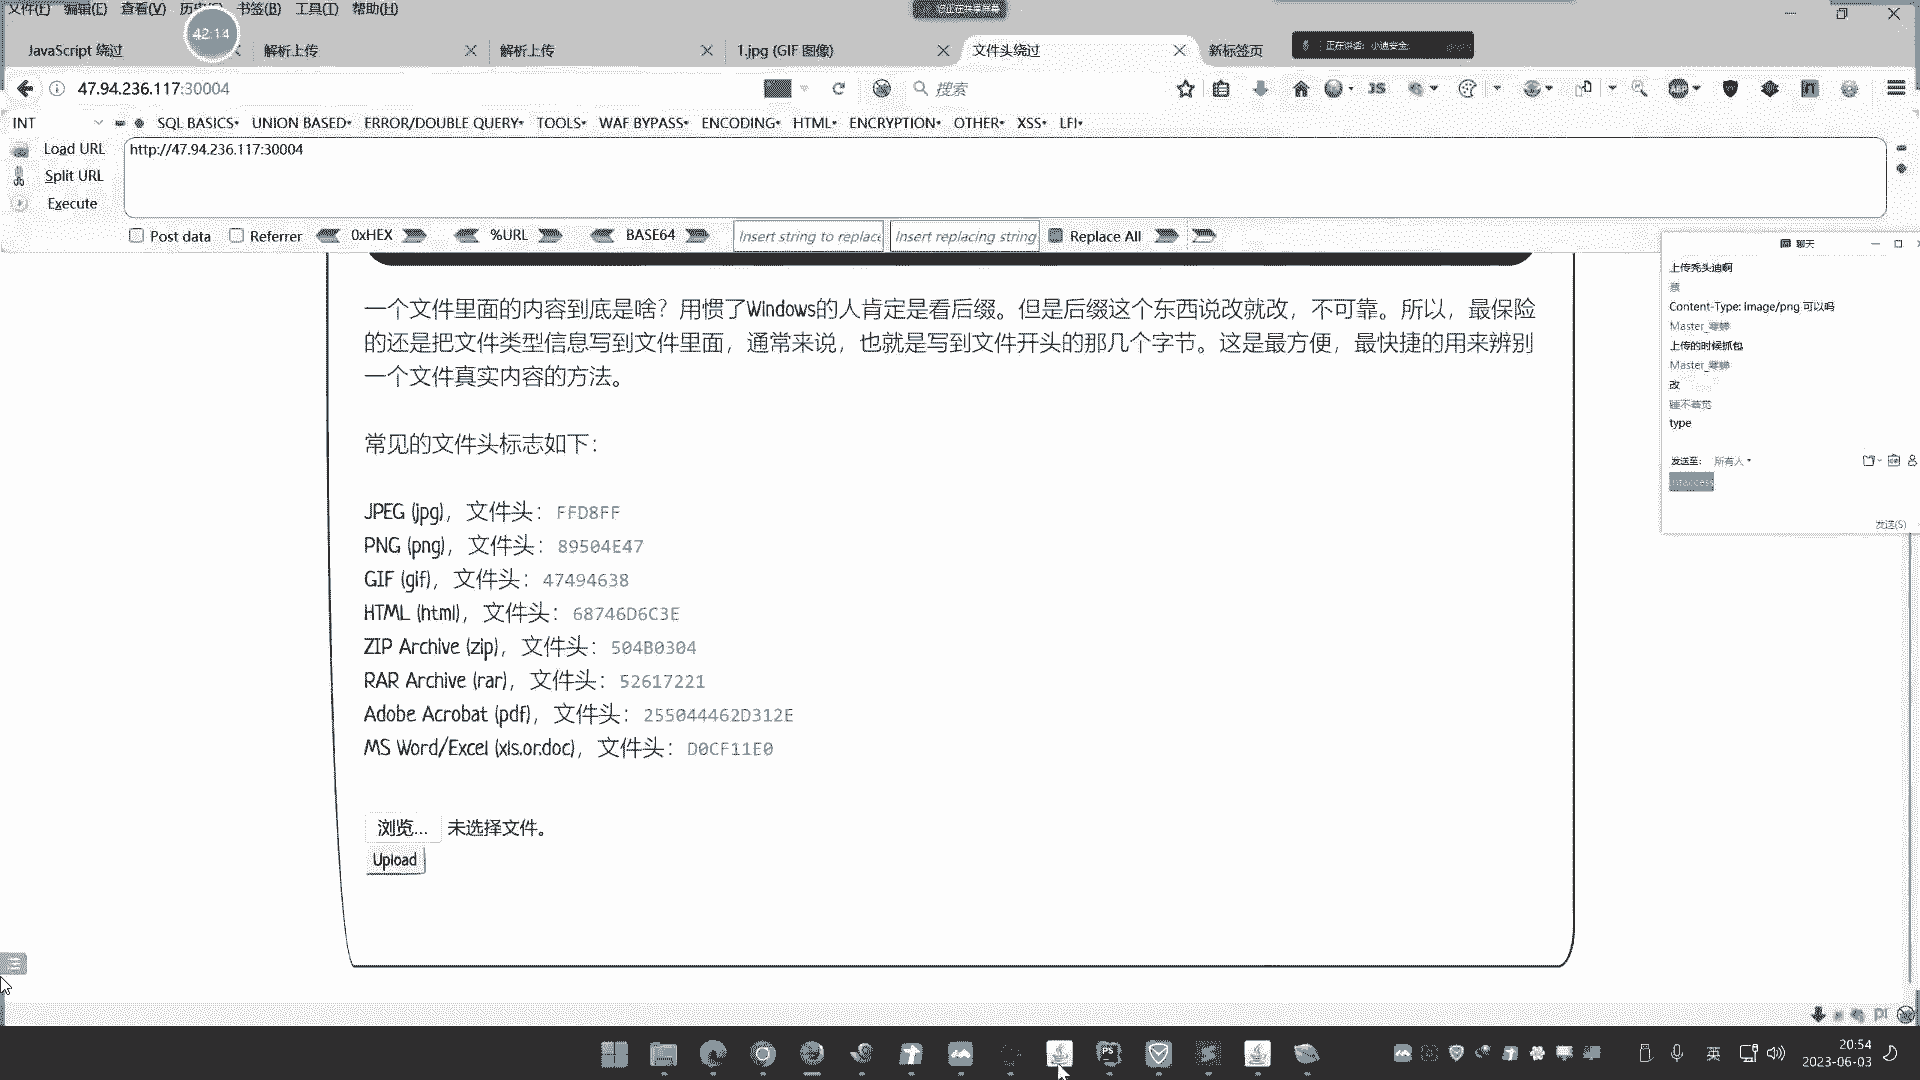 文件(F) 编辑(E) 查看(V) 历史(S) 书签(B) 工具(T) 帮助(H)
42:14
JavaScript 绕过
解析上传
解析上传
1.jpg (GIF 图像)
文件头绕过
新标签页
正在讲话: 小迪安全;
47.94.236.117:30004
搜索
INT
SQL BASICS UNION BASED ERROR/DOUBLE QUERY TOOLS WAF BYPASS ENCODING HTML ENCRYPTION OTHER XSS LFI
Load URL
http://47.94.236.117:30004
Split URL
Execute
Post data Referrer 0xHEX %URL BASE64 Insert string to replace Insert replacing string Replace All
一个文件里面的内容到底是啥？用惯了Windows的人肯定是看后缀。但是后缀这个东西说改就改，不可靠。所以，最保险
的还是把文件类型信息写到文件里面，通常来说，也就是写到文件开头的那几个字节。这是最方便，最快捷的用来辨别
一个文件真实内容的方法。
常见的文件头标志如下：
JPEG (jpg)，文件头：FFD8FF
PNG (png)，文件头：89504E47
GIF (gif)，文件头：47494638
HTML (html)，文件头：68746D6C3E
ZIP Archive (zip)，文件头：504B0304
RAR Archive (rar)，文件头：52617221
Adobe Acrobat (pdf)，文件头：255044462D312E
MS Word/Excel (xls.or.doc)，文件头：D0CF11E0
浏览… 未选择文件。
Upload
聊天
上传秃头迪啊
Content-Type: image/png 可以吗
上传的时候抓包
改
睡不着觉
type
发送至: 所有人
发送(S)
英
20:54
2023-06-03